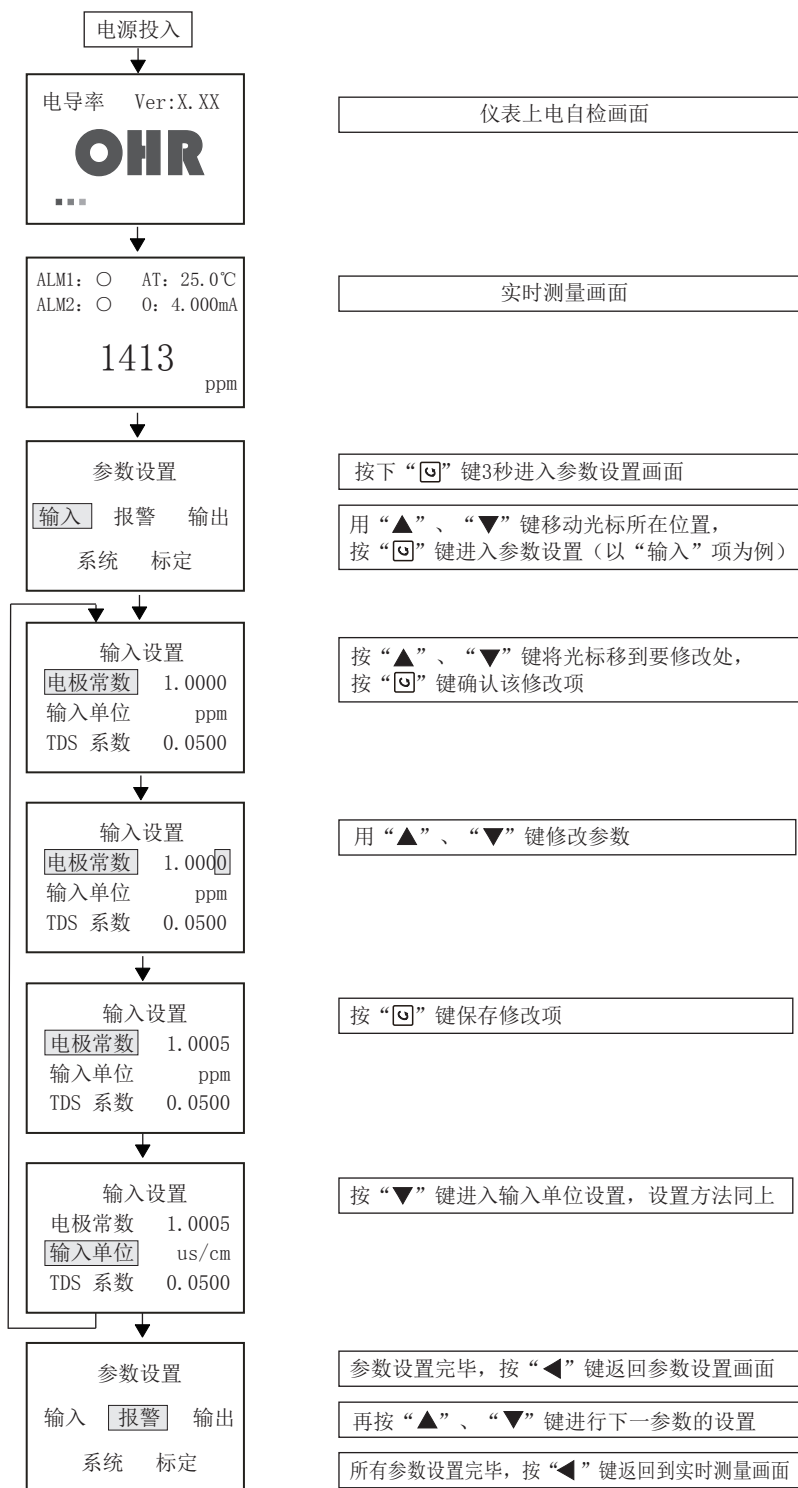 电源投入
电导率 Ver:X.XX
OHR
仪表上电自检画面
ALM1: ○ AT: 25.0℃
ALM2: ○ O: 4.000mA
1413
ppm
实时测量画面
参数设置
输入 报警 输出
系统 标定
按下“”键3秒进入参数设置画面
用“▲”、“▼”键移动光标所在位置，
按“”键进入参数设置（以“输入”项为例）
输入设置
电极常数 1.0000
输入单位 ppm
TDS 系数 0.0500
按“▲”、“▼”键将光标移到要修改处，
按“”键确认该修改项
输入设置
电极常数 1.0000
输入单位 ppm
TDS 系数 0.0500
用“▲”、“▼”键修改参数
输入设置
电极常数 1.0005
输入单位 ppm
TDS 系数 0.0500
按“”键保存修改项
输入设置
电极常数 1.0005
输入单位 us/cm
TDS 系数 0.0500
按“▼”键进入输入单位设置，设置方法同上
参数设置
输入 报警 输出
系统 标定
参数设置完毕，按“◀”键返回参数设置画面
再按“▲”、“▼”键进行下一参数的设置
所有参数设置完毕，按“◀”键返回到实时测量画面